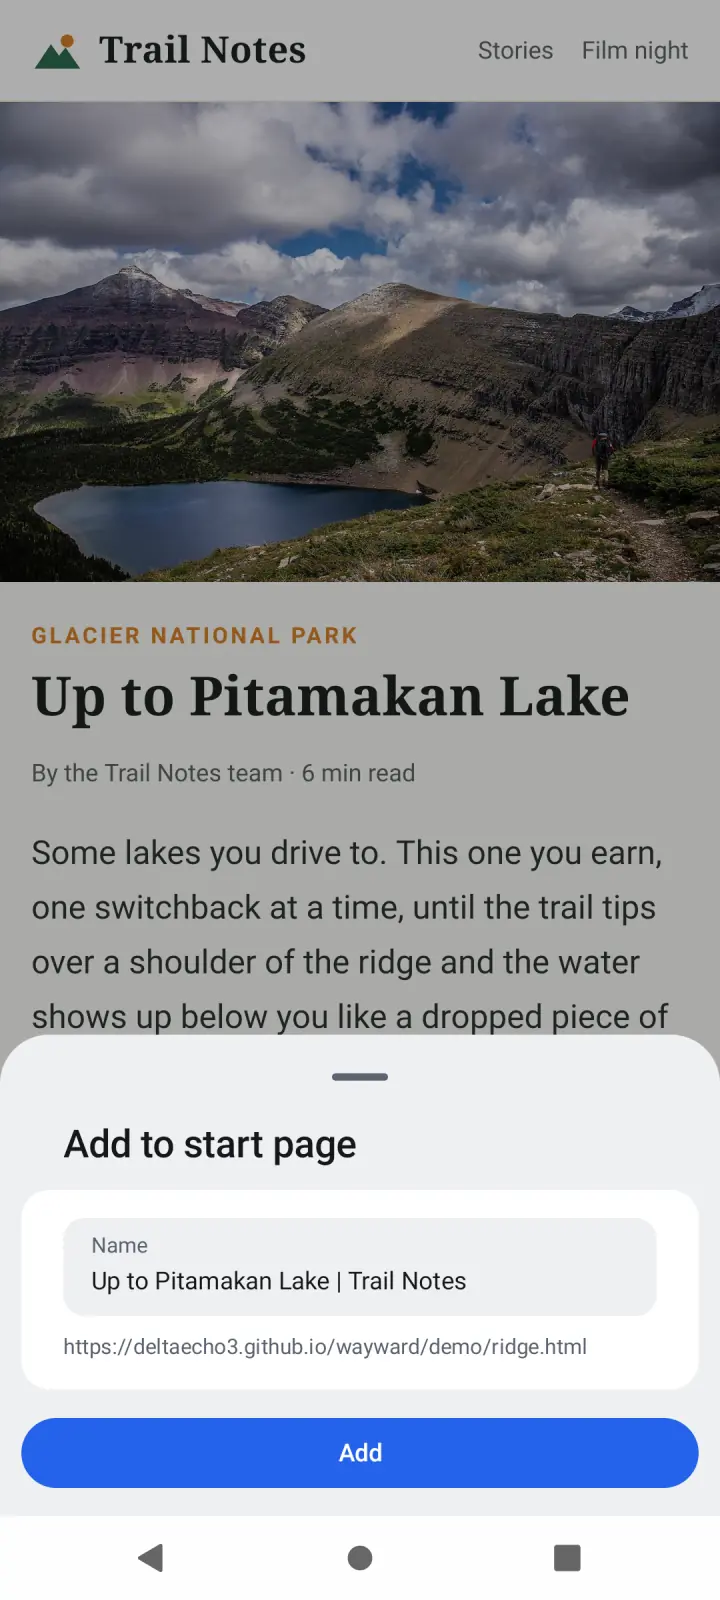 Trail Notes
Stories
Film night
GLACIER NATIONAL PARK
Up to Pitamakan Lake
By the Trail Notes team · 6 min read
Some lakes you drive to. This one you earn,
one switchback at a time, until the trail tips
over a shoulder of the ridge and the water
shows up below you like a dropped piece of
Add to start page
Name
Up to Pitamakan Lake | Trail Notes
https://deltaecho3.github.io/wayward/demo/ridge.html
Add